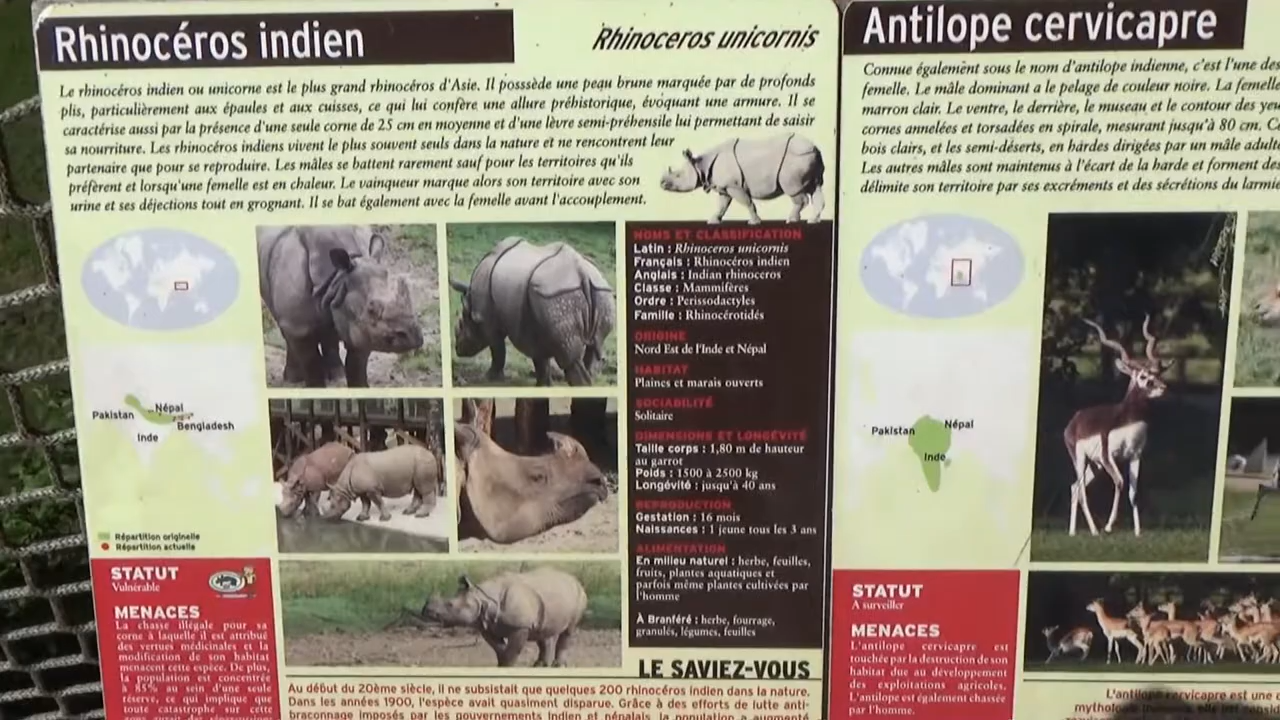 Rhinocéros indien
Rhinoceros unicornis
Le rhinocéros indien ou unicorne est le plus grand rhinocéros d'Asie. Il posssède une peau brune marquée par de profonds
plis, particulièrement aux épaules et aux cuisses, ce qui lui confère une allure préhistorique, évoquant une armure. Il se
caractérise aussi par la présence d'une seule corne de 25 cm en moyenne et d'une lèvre semi-préhensile lui permettant de saisir
sa nourriture. Les rhinocéros indiens vivent le plus souvent seuls dans la nature et ne rencontrent leur
partenaire que pour se reproduire. Les mâles se battent rarement sauf pour les territoires qu'ils
préfèrent et lorsqu'une femelle est en chaleur. Le vainqueur marque alors son territoire avec son
urine et ses déjections tout en grognant. Il se bat également avec la femelle avant l'accouplement.
Pakistan
Népal
Bengladesh
Inde
Répartition originelle
Répartition actuelle
STATUT
Vulnérable
MENACES
La chasse illégale pour sa
corne à laquelle il est attribué
des vertues médicinales et la
modification de son habitat
menacent cette espèce. De plus,
la population est concentrée
à 85% au sein d'une seule
réserve, ce qui implique que
toute catastrophe sur cette
NOMS ET CLASSIFICATION
Latin : Rhinoceros unicornis
Français : Rhinocéros indien
Anglais : Indian rhinoceros
Classe : Mammifères
Ordre : Perissodactyles
Famille : Rhinocérotidés
ORIGINE
Nord Est de l'Inde et Népal
HABITAT
Plaines et marais ouverts
SOCIABILITÉ
Solitaire
DIMENSIONS ET LONGÉVITÉ
Taille corps : 1,80 m de hauteur
au garrot
Poids : 1500 à 2500 kg
Longévité : jusqu'à 40 ans
REPRODUCTION
Gestation : 16 mois
Naissances : 1 jeune tous les 3 ans
ALIMENTATION
En milieu naturel : herbe, feuilles,
fruits, plantes aquatiques et
parfois même plantes cultivées par
l'homme
À Branféré : herbe, fourrage,
granulés, légumes, feuilles
LE SAVIEZ-VOUS
Au début du 20ème siècle, il ne subsistait que quelques 200 rhinocéros indien dans la nature.
Dans les années 1900, l'espèce avait quasiment disparue. Grâce à des efforts de lutte anti-
braconnage imposés par les gouvernements indien et népalais, la population a augmenté
Antilope cervicapre
Connue également sous le nom d'antilope indienne, c'est l'une des
femelle. Le mâle dominant a le pelage de couleur noire. La femelle
marron clair. Le ventre, le derrière, le museau et le contour des yeu
cornes annelées et torsadées en spirale, mesurant jusqu'à 80 cm.
bois clairs, et les semi-déserts, en hardes dirigées par un mâle adulte
Les autres mâles sont maintenus à l'écart de la harde et forment des
délimite son territoire par ses excréments et des sécrétions du larmie
Pakistan
Népal
Inde
STATUT
A surveiller
MENACES
L'antilope cervicapre est
touchée par la destruction de son
habitat due au développement
des exploitations agricoles.
L'antilope est également chassée
par l'homme.
L'antilope cervicapre est une